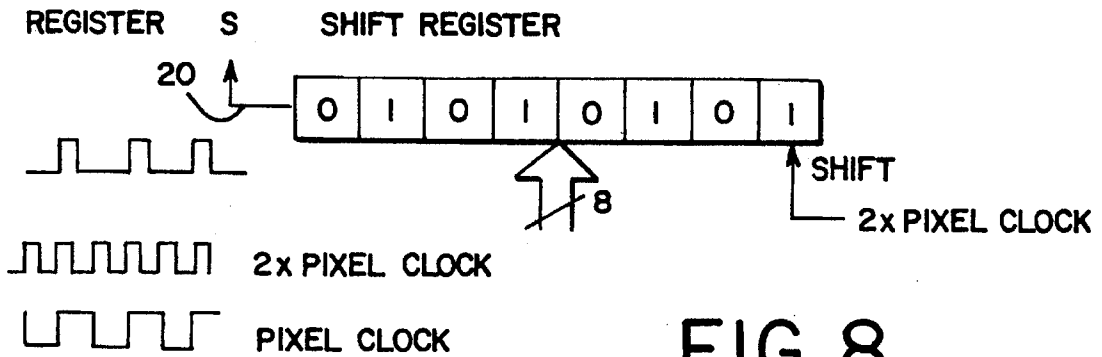 REGISTER S SHIFT REGISTER
20
0 1 0 1 0 1 0 1
SHIFT
8
2x PIXEL CLOCK
2x PIXEL CLOCK
PIXEL CLOCK
FIG 8